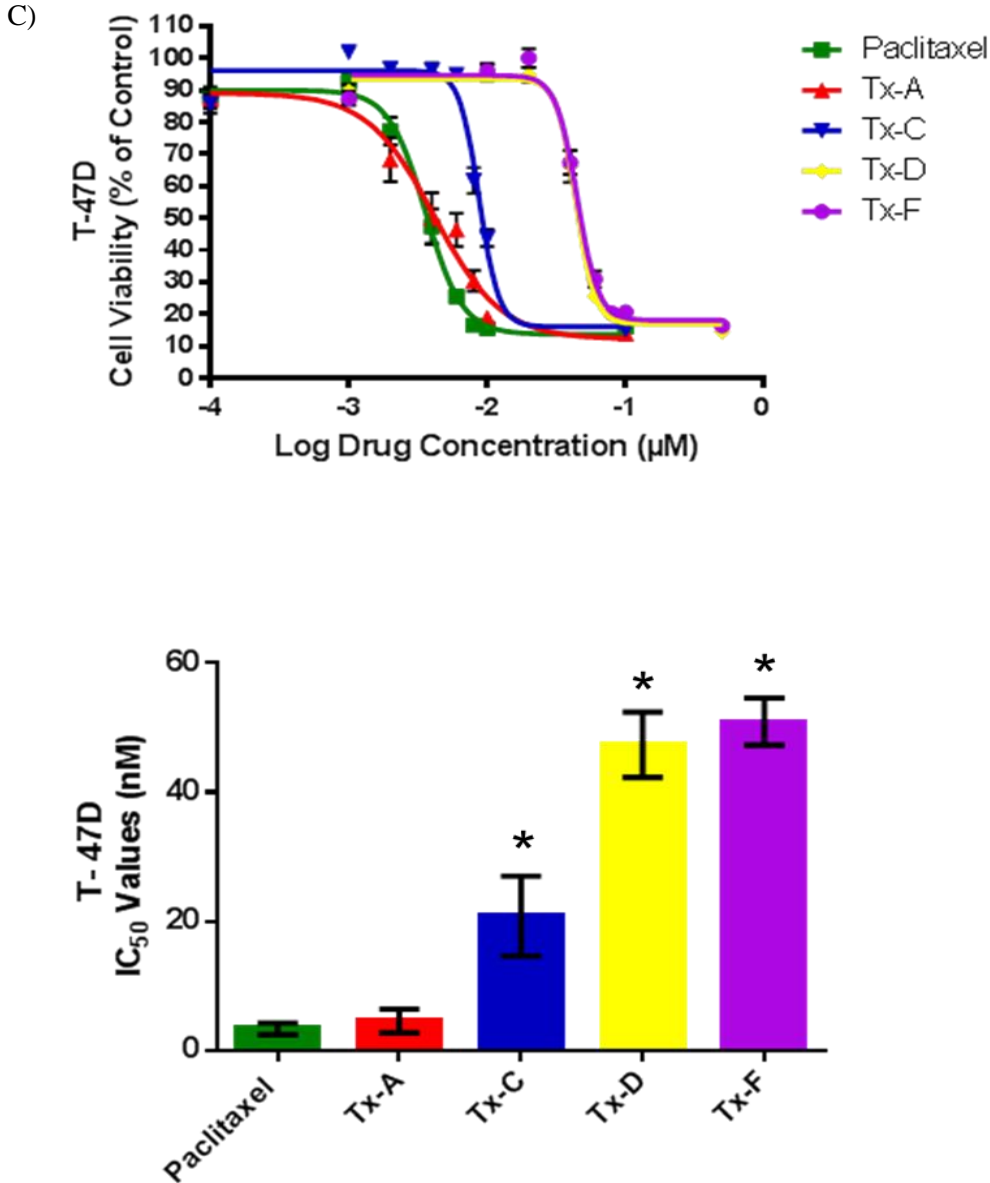 C)
T-47D
Cell Viability (% of Control)
110
100
90
80
70
60
50
40
30
20
10
0
-4
-3
-2
-1
0
Log Drug Concentration (μM)
Paclitaxel
Tx-A
Tx-C
Tx-D
Tx-F
T- 47D
IC50 Values (nM)
60
40
20
0
*
*
*
Paclitaxel
Tx-A
Tx-C
Tx-D
Tx-F